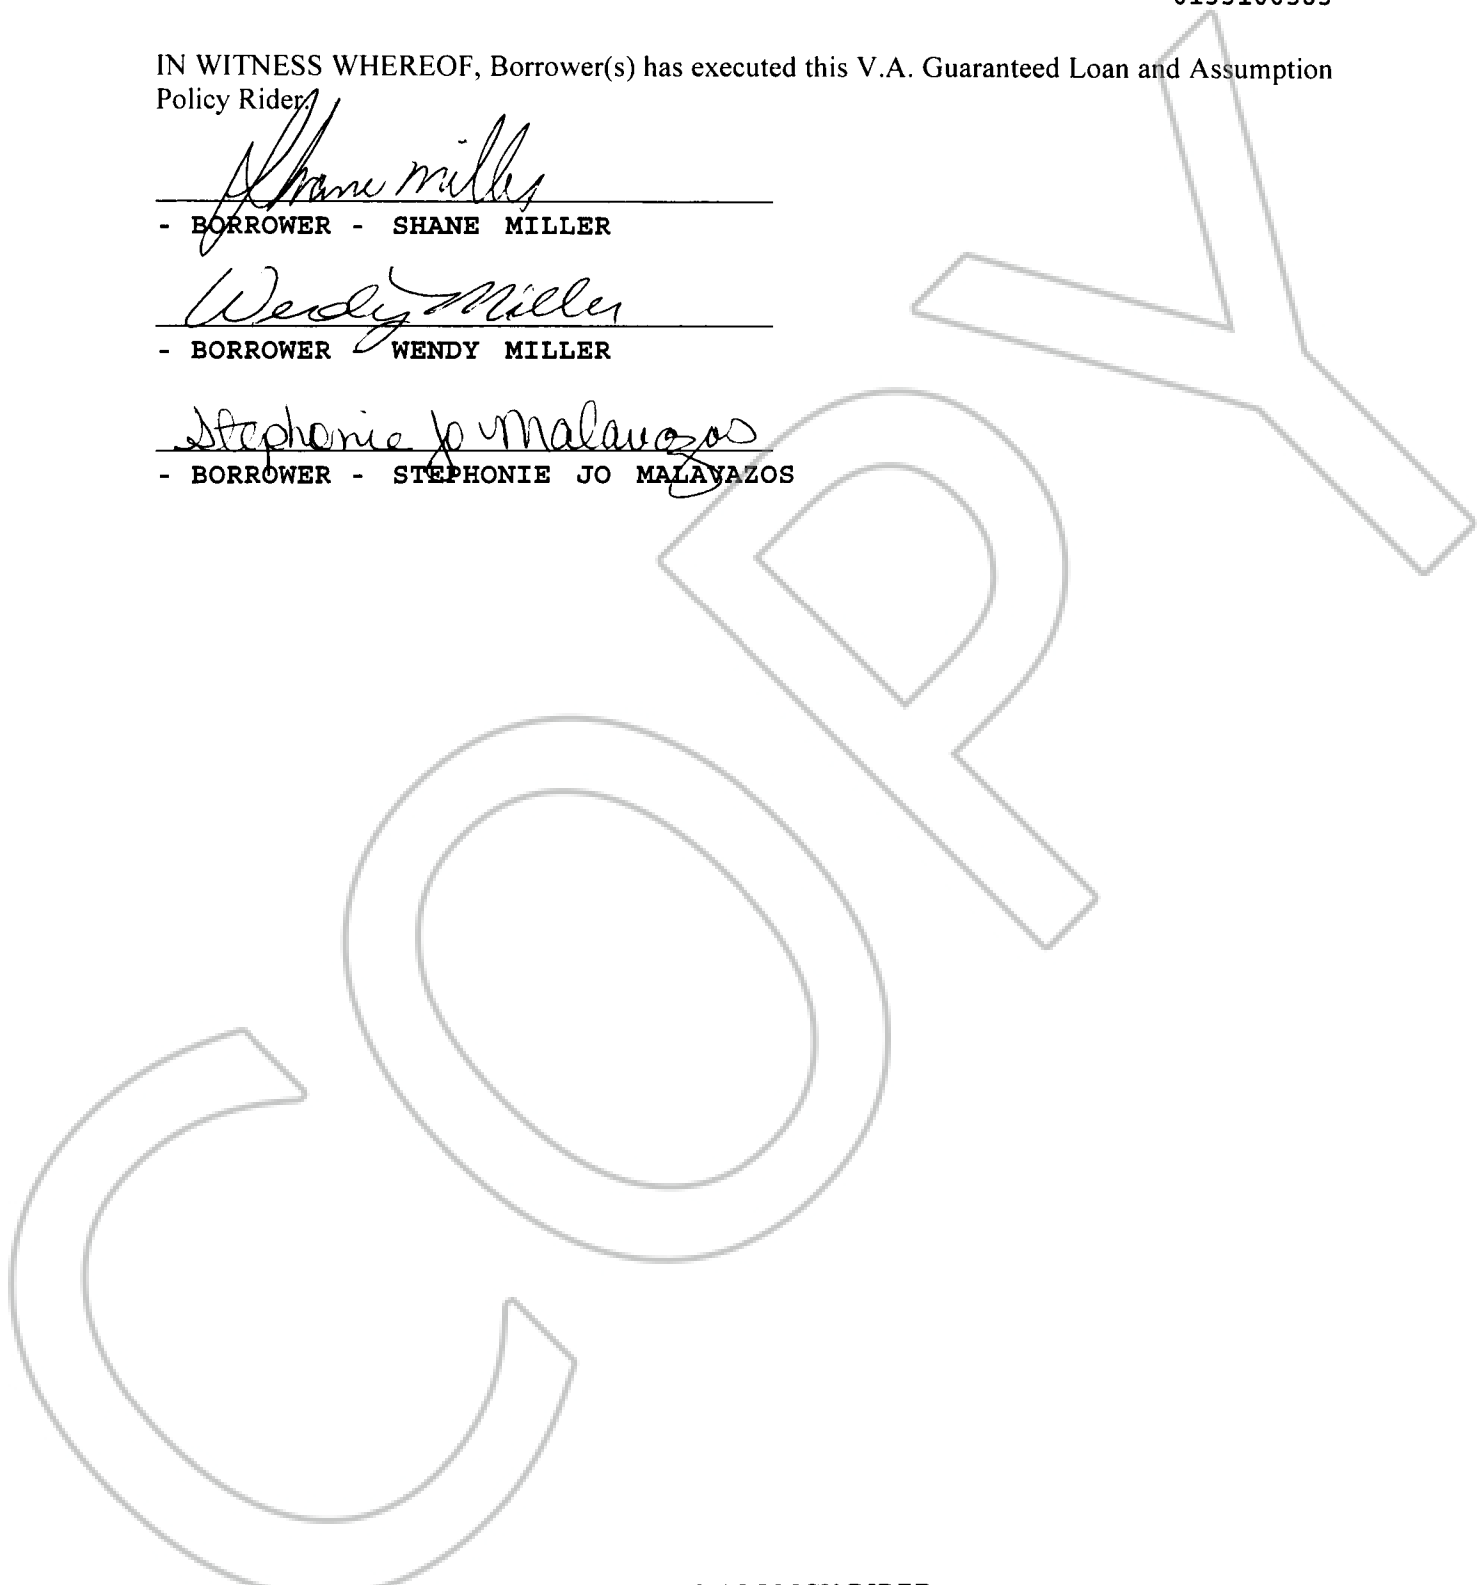 IN WITNESS WHEREOF, Borrower(s) has executed this V.A. Guaranteed Loan and Assumption
Policy Rider.
Shane Miller
- BORROWER - SHANE MILLER
Wendy Miller
- BORROWER - WENDY MILLER
Stephonie Jo Malavazos
- BORROWER - STEPHONIE JO MALAVAZOS
COPY